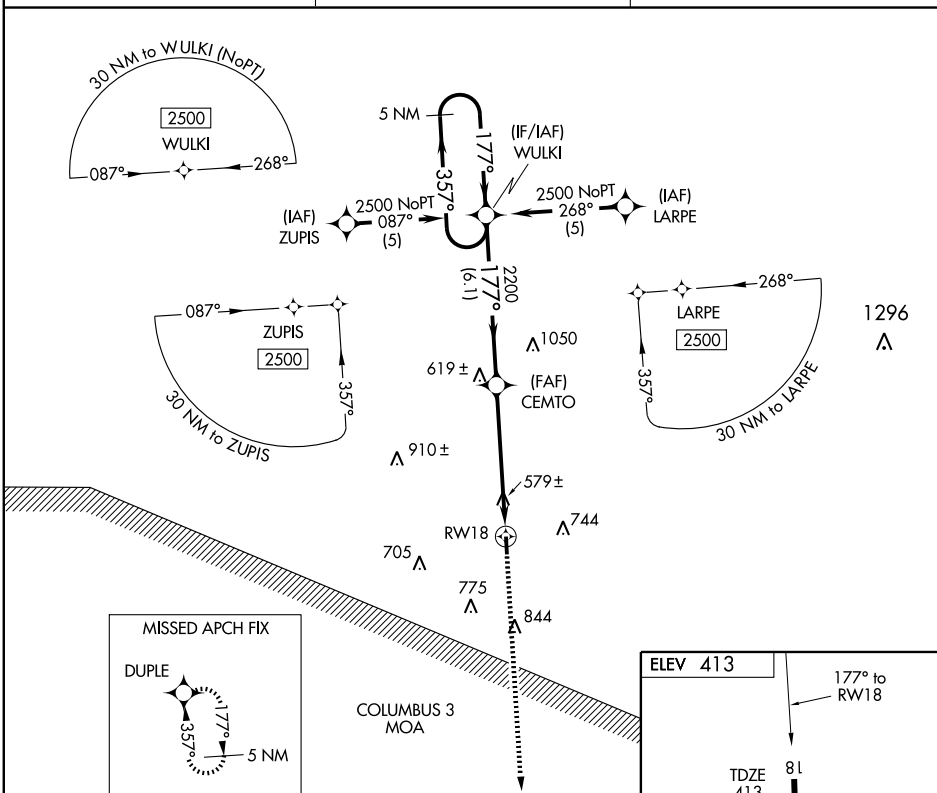 30 NM to WULKI (NoPT)
2500
WULKI
087°
268°
5 NM
177°
357°
(IF/IAF)
WULKI
(IAF)
ZUPIS
2500 NoPT
087°
(5)
2500 NoPT
268°
(5)
(IAF)
LARPE
2200
177°
(6.1)
087°
ZUPIS
2500
357°
30 NM to ZUPIS
268°
LARPE
2500
357°
30 NM to LARPE
1296
1050
619 ±
(FAF)
CEMTO
910 ±
579 ±
RW18
744
705
775
844
MISSED APCH FIX
DUPLE
177°
357°
5 NM
COLUMBUS 3
MOA
ELEV 413
177° to
RW18
TDZE
413
18